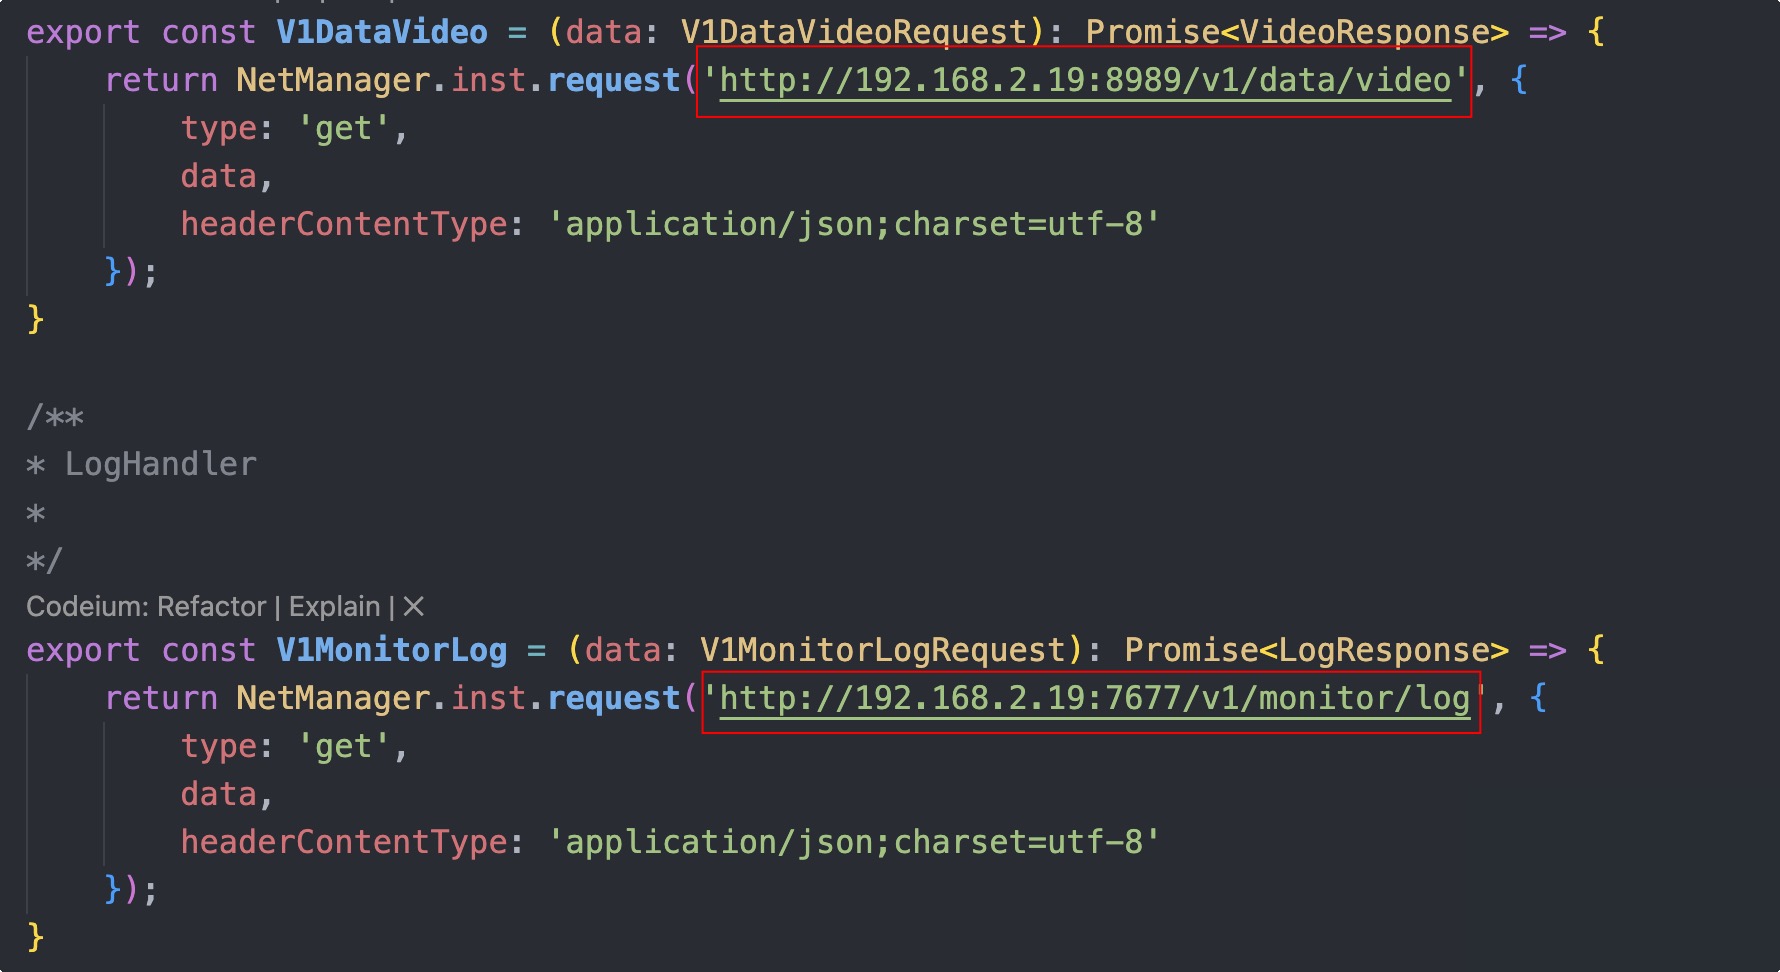 export const V1DataVideo = (data: V1DataVideoRequest): Promise<VideoResponse> => {
return NetManager.inst.request('http://192.168.2.19:8989/v1/data/video', {
type: 'get',
data,
headerContentType: 'application/json;charset=utf-8'
});
}
/**
* LogHandler
*
*/
Codeium: Refactor | Explain | ✕
export const V1MonitorLog = (data: V1MonitorLogRequest): Promise<LogResponse> => {
return NetManager.inst.request('http://192.168.2.19:7677/v1/monitor/log', {
type: 'get',
data,
headerContentType: 'application/json;charset=utf-8'
});
}